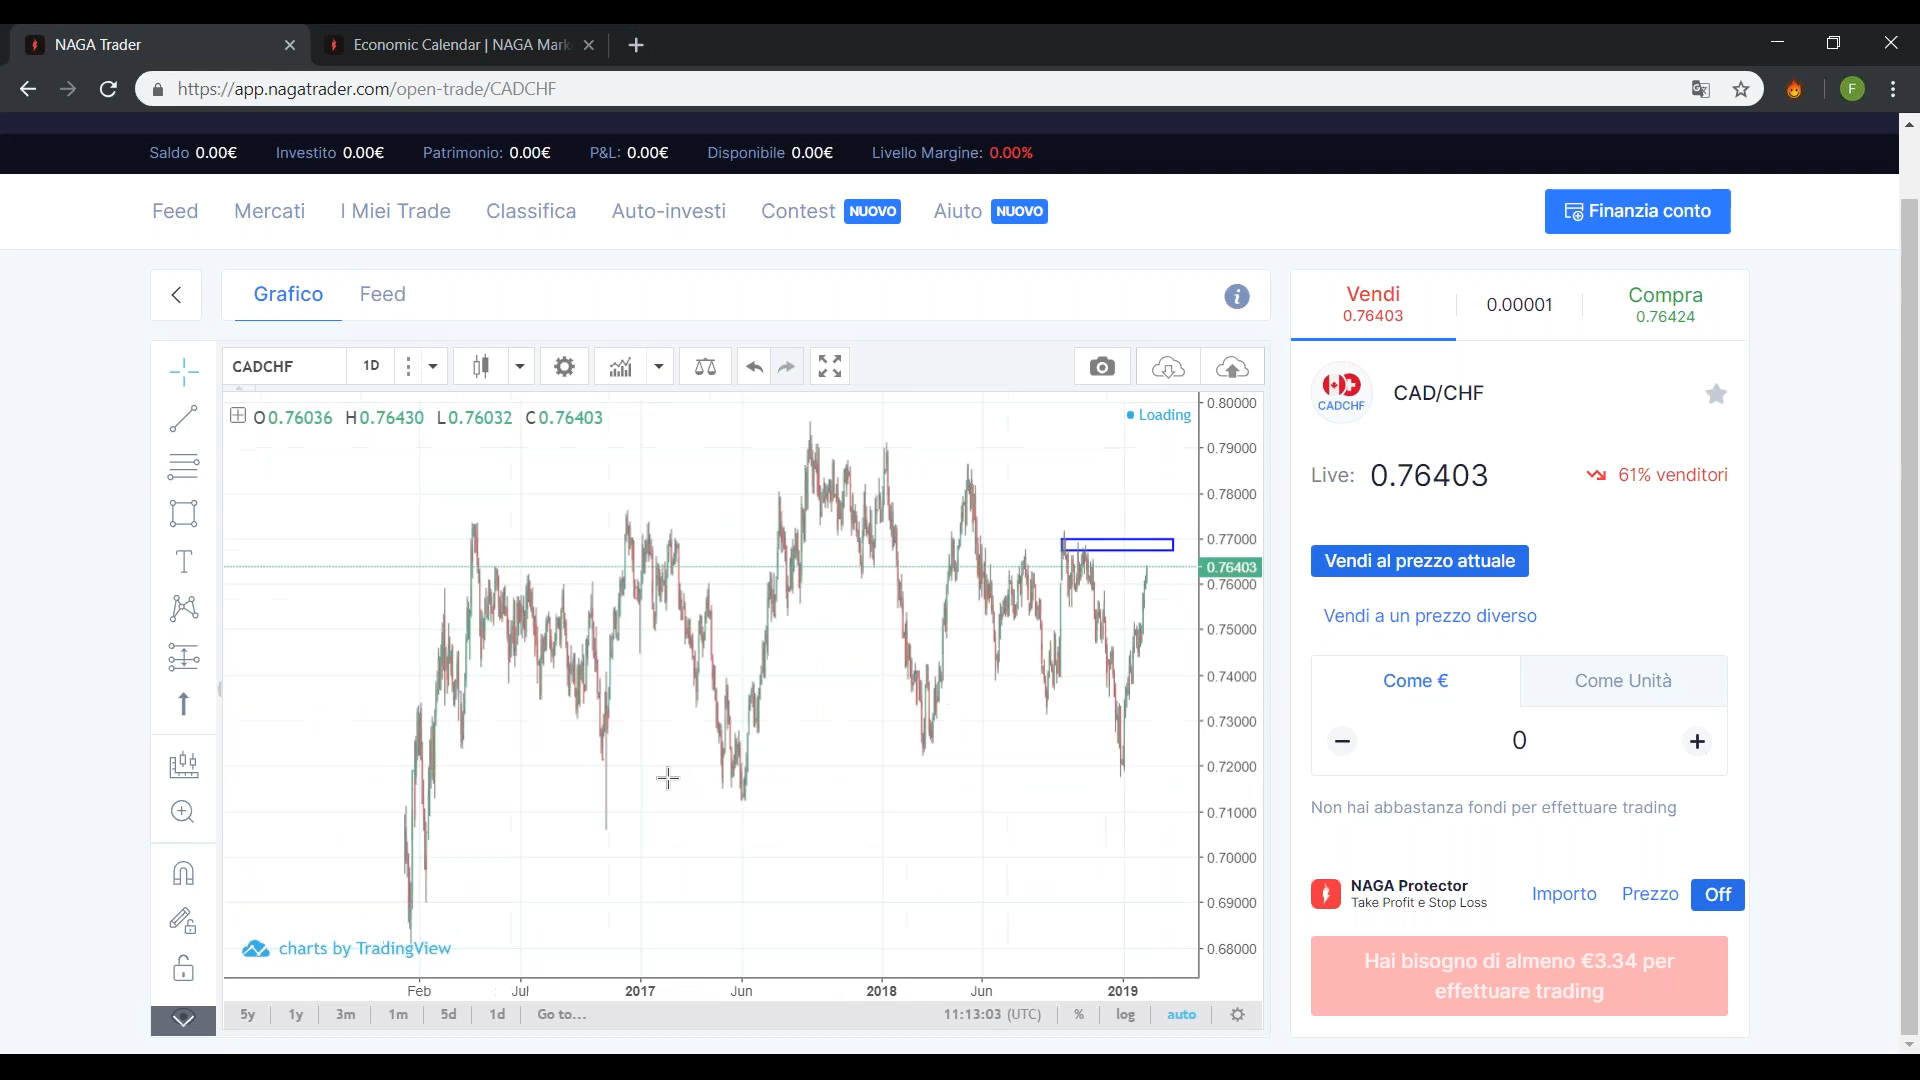 NAGA Trader
Economic Calendar | NAGA Mark
https://app.nagatrader.com/open-trade/CADCHF
F
Saldo 0.00€ Investito 0.00€ Patrimonio: 0.00€ P&L: 0.00€ Disponibile 0.00€ Livello Margine: 0.00%
Feed Mercati I Miei Trade Classifica Auto-investi Contest NUOVO Aiuto NUOVO Finanzia conto
Grafico Feed
Vendi
0.76403
0.00001
Compra
0.76424
CADCHF 1D
O0.76036 H0.76430 L0.76032 C0.76403
Loading
0.80000
0.79000
0.78000
0.77000
0.76403
0.76000
0.75000
0.74000
0.73000
0.72000
0.71000
0.70000
0.69000
0.68000
charts by TradingView
Feb Jul 2017 Jun 2018 Jun 2019
5y 1y 3m 1m 5d 1d Go to... 11:13:03 (UTC) % log auto
CADCHF
CAD/CHF
Live: 0.76403 61% venditori
Vendi al prezzo attuale
Vendi a un prezzo diverso
Come € Come Unità
0
Non hai abbastanza fondi per effettuare trading
NAGA Protector
Take Profit e Stop Loss
Importo Prezzo Off
Hai bisogno di almeno €3.34 per
effettuare trading